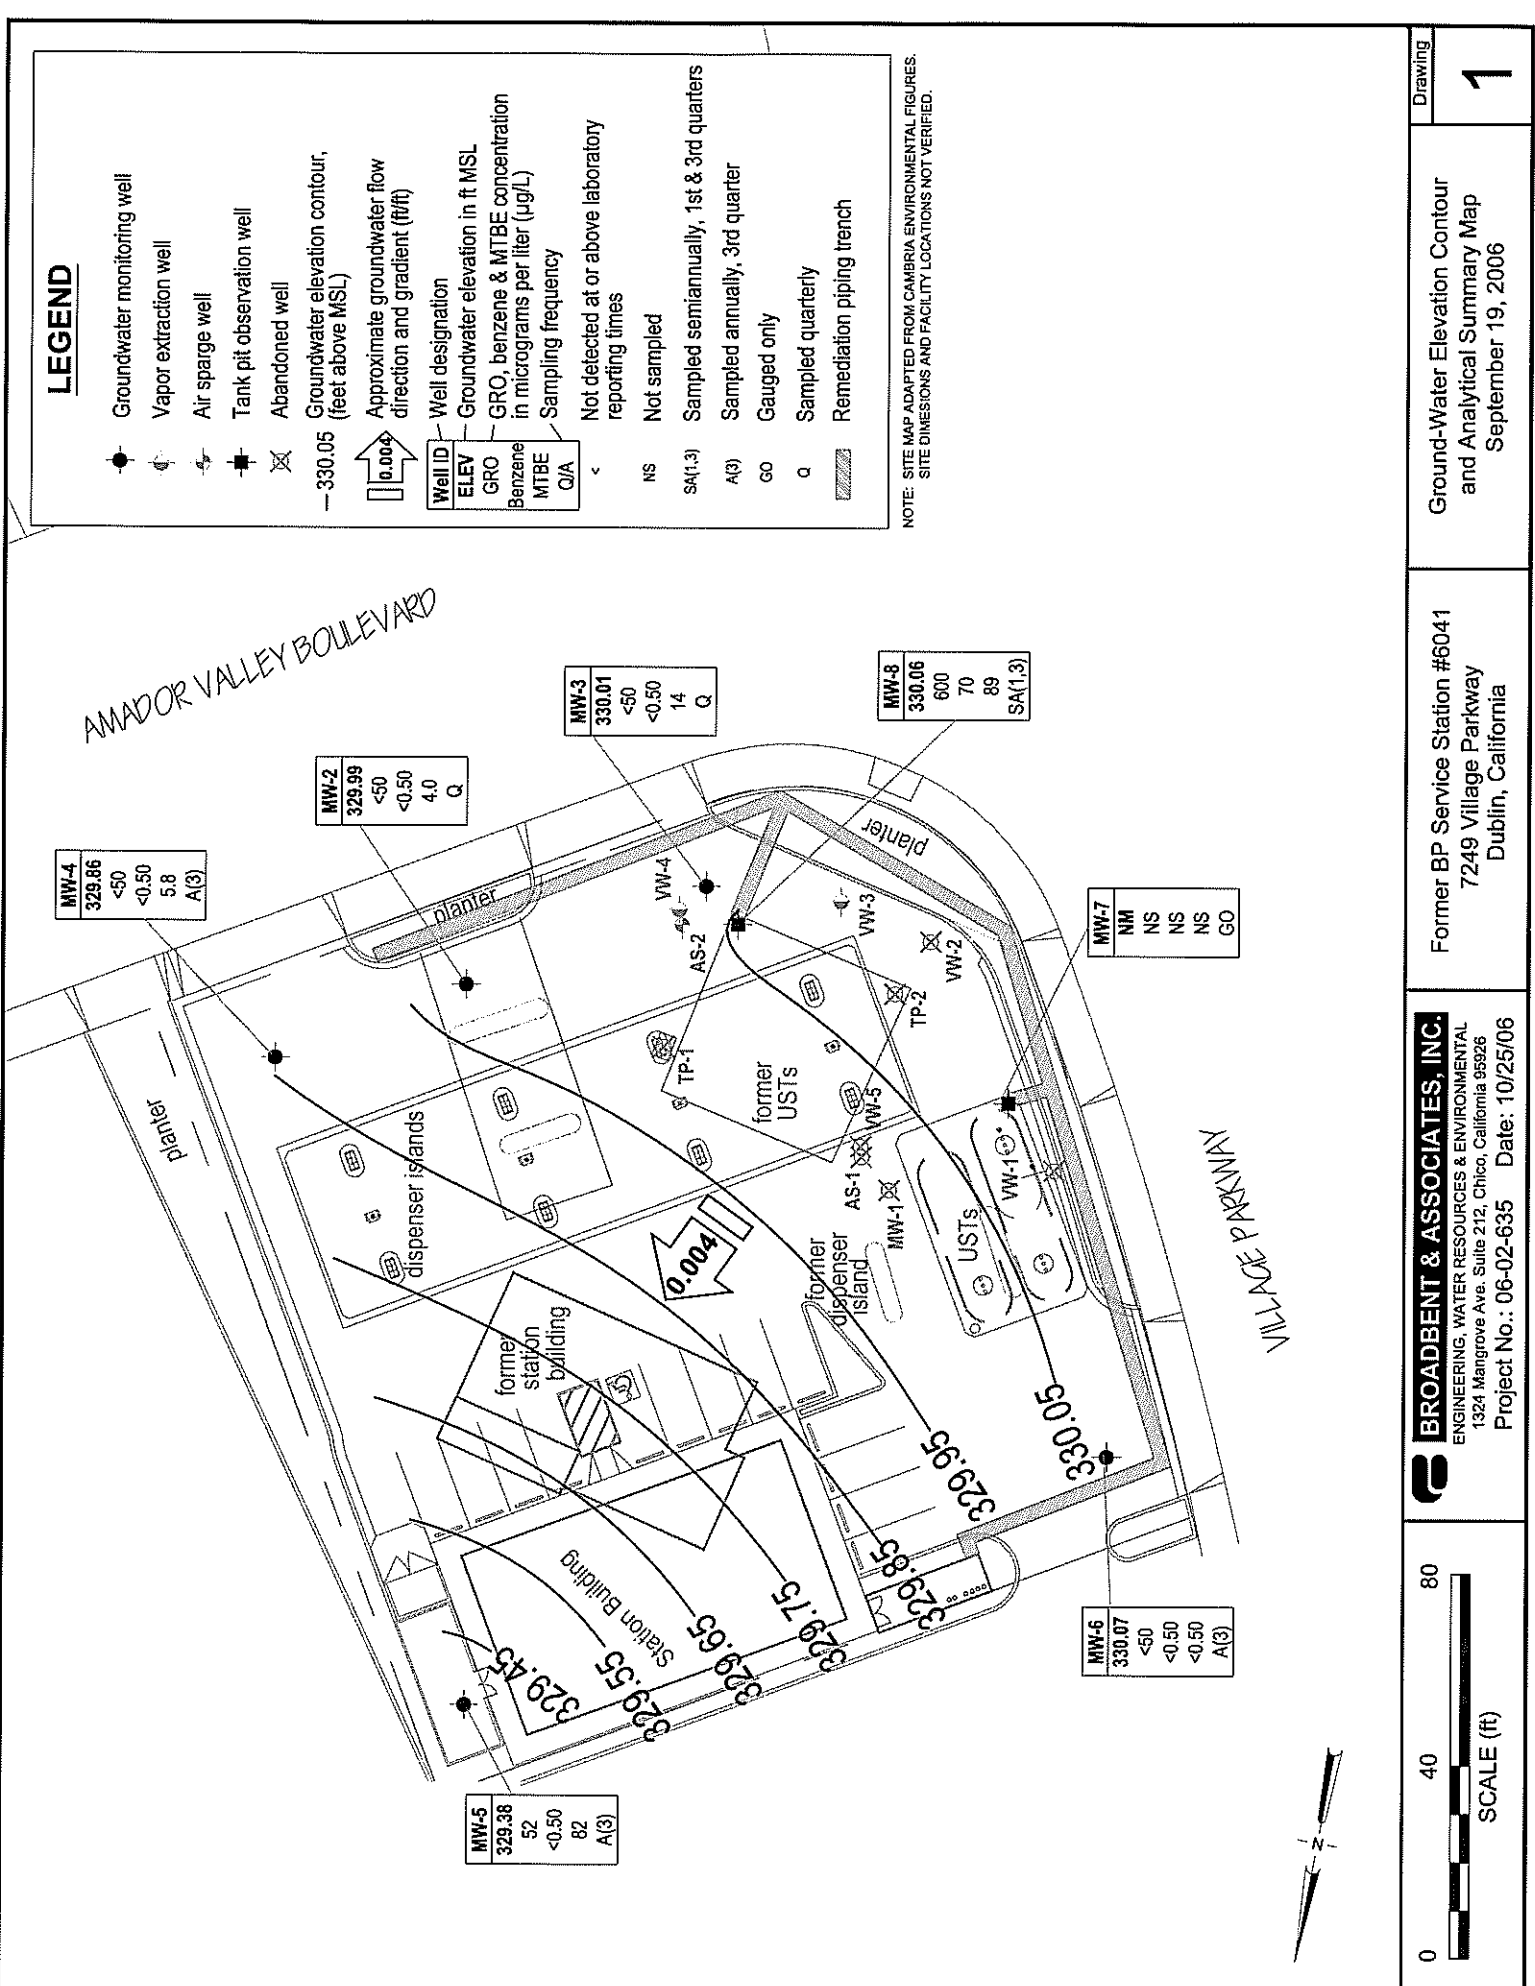 LEGEND
Groundwater monitoring well
Vapor extraction well
Air sparge well
Tank pit observation well
Abandoned well
330.05
Groundwater elevation contour,
(feet above MSL)
0.004
Approximate groundwater flow
direction and gradient (ft/ft)
Well ID
ELEV
GRO
Benzene
MTBE
Q/A
Well designation
Groundwater elevation in ft MSL
GRO, benzene & MTBE concentration
in micrograms per liter (µg/L)
Sampling frequency
< Not detected at or above laboratory
reporting times
NS Not sampled
SA(1,3) Sampled semiannually, 1st & 3rd quarters
A(3) Sampled annually, 3rd quarter
GO Gauged only
Q Sampled quarterly
Remediation piping trench
NOTE: SITE MAP ADAPTED FROM CAMBRIA ENVIRONMENTAL FIGURES.
SITE DIMESIONS AND FACILITY LOCATIONS NOT VERIFIED.
AMADOR VALLEY BOULEVARD
MW-4
329.86
<50
<0.50
5.8
A(3)
MW-2
329.99
<50
<0.50
4.0
Q
MW-3
330.01
<50
<0.50
14
Q
MW-8
330.06
600
70
89
SA(1,3)
MW-7
NM
NS
NS
NS
GO
MW-5
329.38
52
<0.50
82
A(3)
MW-6
330.07
<50
<0.50
<0.50
A(3)
planter
planter
planter
VW-4
AS-2
VW-3
VW-2
TP-2
TP-1
former
USTs
VW-5
AS-1
MW-1
VW-1
USTs
dispenser islands
former
dispenser
island
0.004
former
station
building
Station Building
329.45
329.55
329.65
329.75
329.85
329.95
330.05
VILLAGE PARKWAY
N
0 40 80
SCALE (ft)
BROADBENT & ASSOCIATES, INC.
ENGINEERING, WATER RESOURCES & ENVIRONMENTAL
1324 Mangrove Ave. Suite 212, Chico, California 95926
Project No.: 06-02-635 Date: 10/25/06
Former BP Service Station #6041
7249 Village Parkway
Dublin, California
Ground-Water Elevation Contour
and Analytical Summary Map
September 19, 2006
Drawing
1